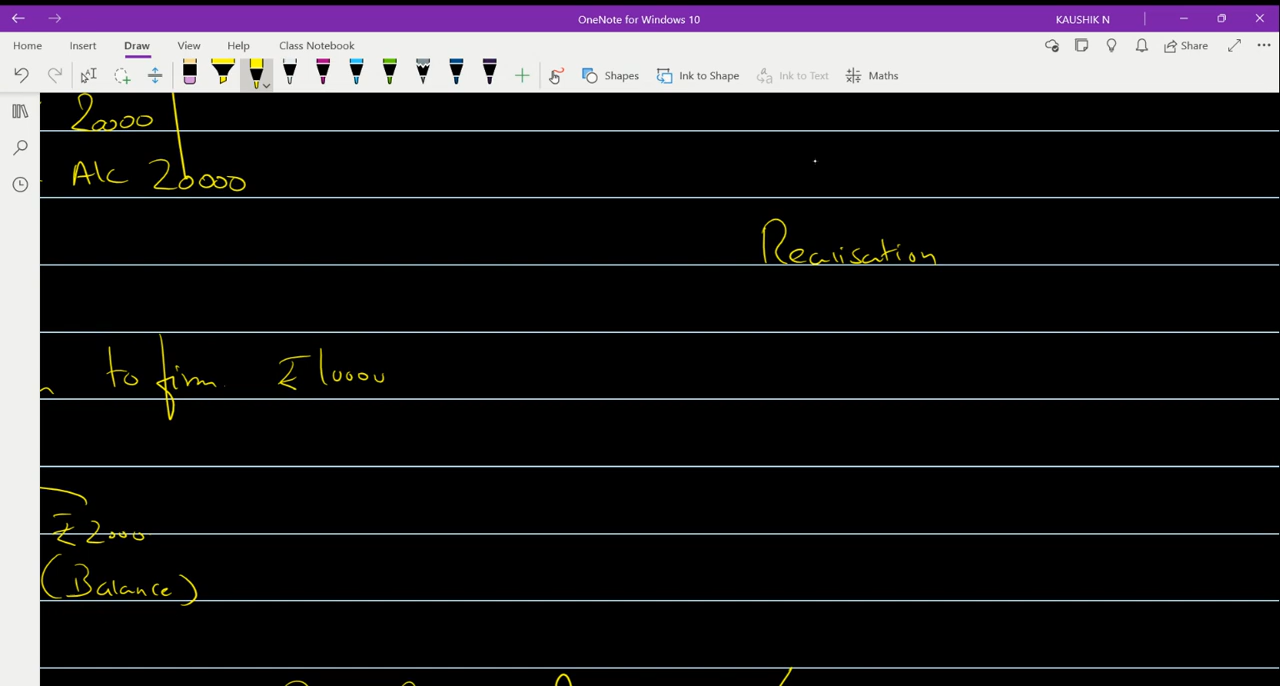 OneNote for Windows 10
KAUSHIK N
Home Insert Draw View Help Class Notebook
Share
Shapes Ink to Shape Ink to Text Maths
20000
A/c 20000
Realisation
to firm. ₹10000
₹2000
(Balance)